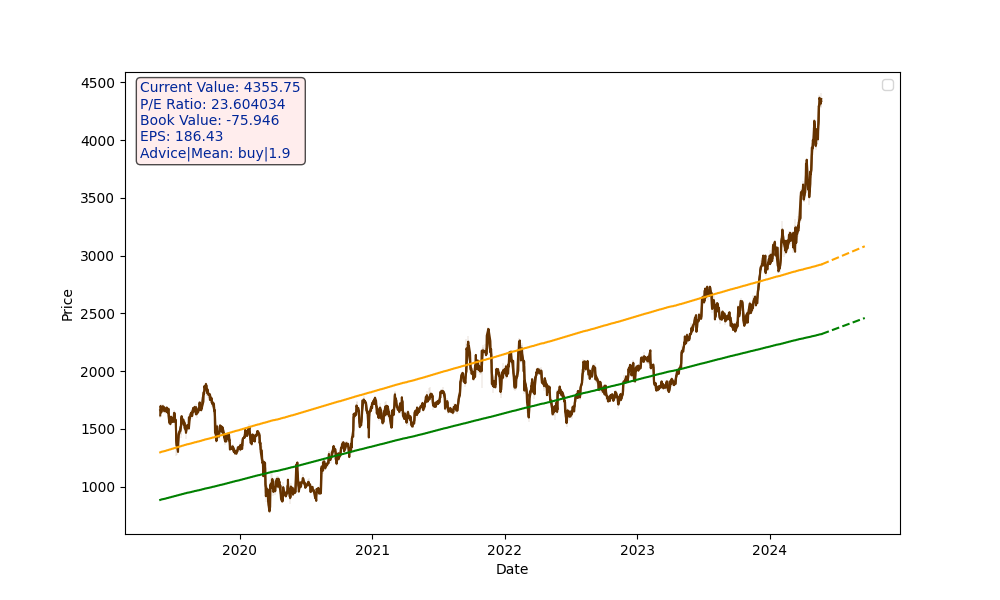 Current Value: 4355.75
P/E Ratio: 23.604034
Book Value: -75.946
EPS: 186.43
Advice|Mean: buy|1.9
4500
4000
3500
3000
2500
2000
1500
1000
Price
2020 2021 2022 2023 2024
Date